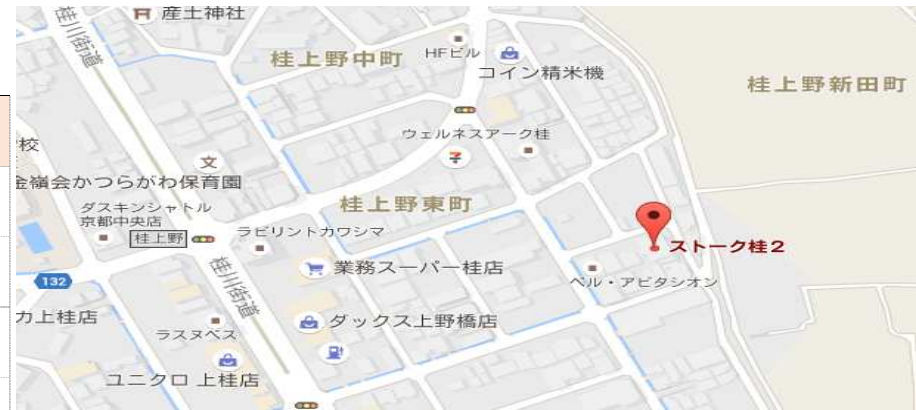 産土神社
桂川街道
桂上野中町
HFビル
コイン精米機
桂上野新田町
校
ウェルネスアーク桂
文
金嶺会かつらがわ保育園
桂上野東町
ダスキンシャトル
京都中央店
桂上野
ラビリントカワシマ
ストーク桂2
業務スーパー桂店
ベル・アビタシオン
132
桂川街道
カ上桂店
ダックス上野橋店
ラスヌベス
ユニクロ 上桂店